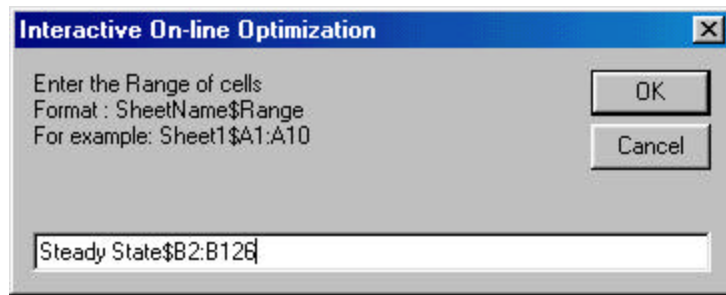 Interactive On-line Optimization
Enter the Range of cells
Format : SheetName$Range
For example: Sheet1$A1:A10
OK
Cancel
Steady State$B2:B126